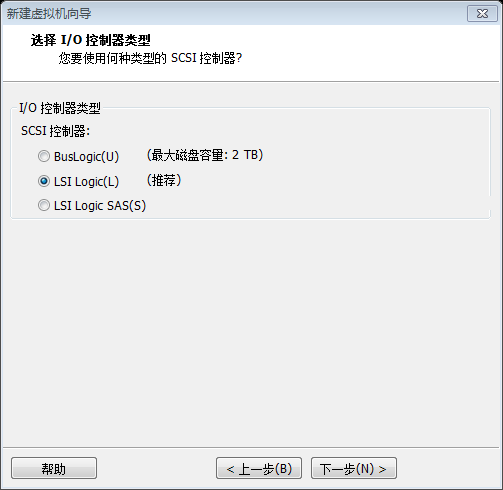 新建虚拟机向导
选择 I/O 控制器类型
您要使用何种类型的 SCSI 控制器?
I/O 控制器类型
SCSI 控制器:
BusLogic(U) (最大磁盘容量: 2 TB)
LSI Logic(L) (推荐)
LSI Logic SAS(S)
帮助 < 上一步(B) 下一步(N) >